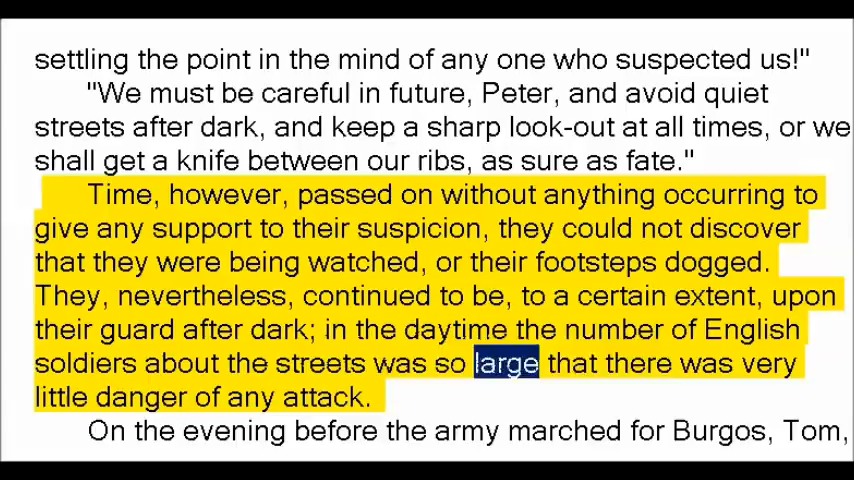 settling the point in the mind of any one who suspected us!"
"We must be careful in future, Peter, and avoid quiet
streets after dark, and keep a sharp look-out at all times, or we
shall get a knife between our ribs, as sure as fate."
Time, however, passed on without anything occurring to
give any support to their suspicion, they could not discover
that they were being watched, or their footsteps dogged.
They, nevertheless, continued to be, to a certain extent, upon
their guard after dark; in the daytime the number of English
soldiers about the streets was so large that there was very
little danger of any attack.
On the evening before the army marched for Burgos, Tom,